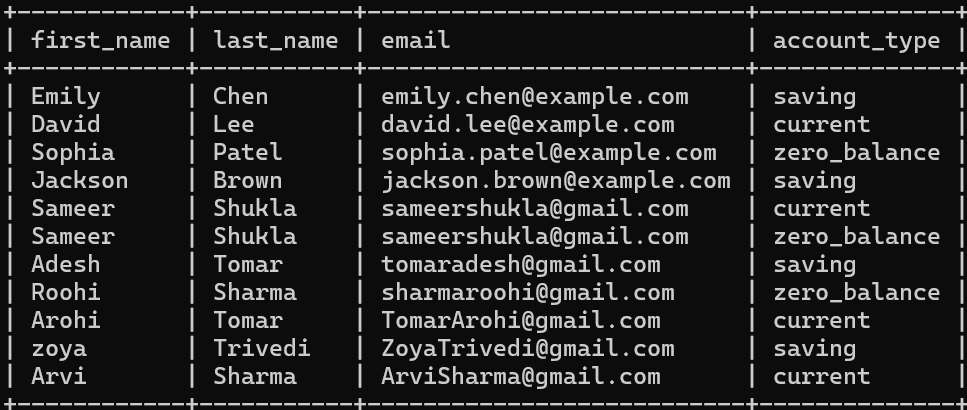 +------------+-----------+---------------------------+--------------+
| first_name | last_name | email                     | account_type |
+------------+-----------+---------------------------+--------------+
| Emily      | Chen      | emily.chen@example.com    | saving       |
| David      | Lee       | david.lee@example.com     | current      |
| Sophia     | Patel     | sophia.patel@example.com  | zero_balance |
| Jackson    | Brown     | jackson.brown@example.com | saving       |
| Sameer     | Shukla    | sameershukla@gmail.com    | current      |
| Sameer     | Shukla    | sameershukla@gmail.com    | zero_balance |
| Adesh      | Tomar     | tomaradesh@gmail.com      | saving       |
| Roohi      | Sharma    | sharmaroohi@gmail.com     | zero_balance |
| Arohi      | Tomar     | TomarArohi@gmail.com      | current      |
| zoya       | Trivedi   | ZoyaTrivedi@gmail.com     | saving       |
| Arvi       | Sharma    | ArviSharma@gmail.com      | current      |
+------------+-----------+---------------------------+--------------+